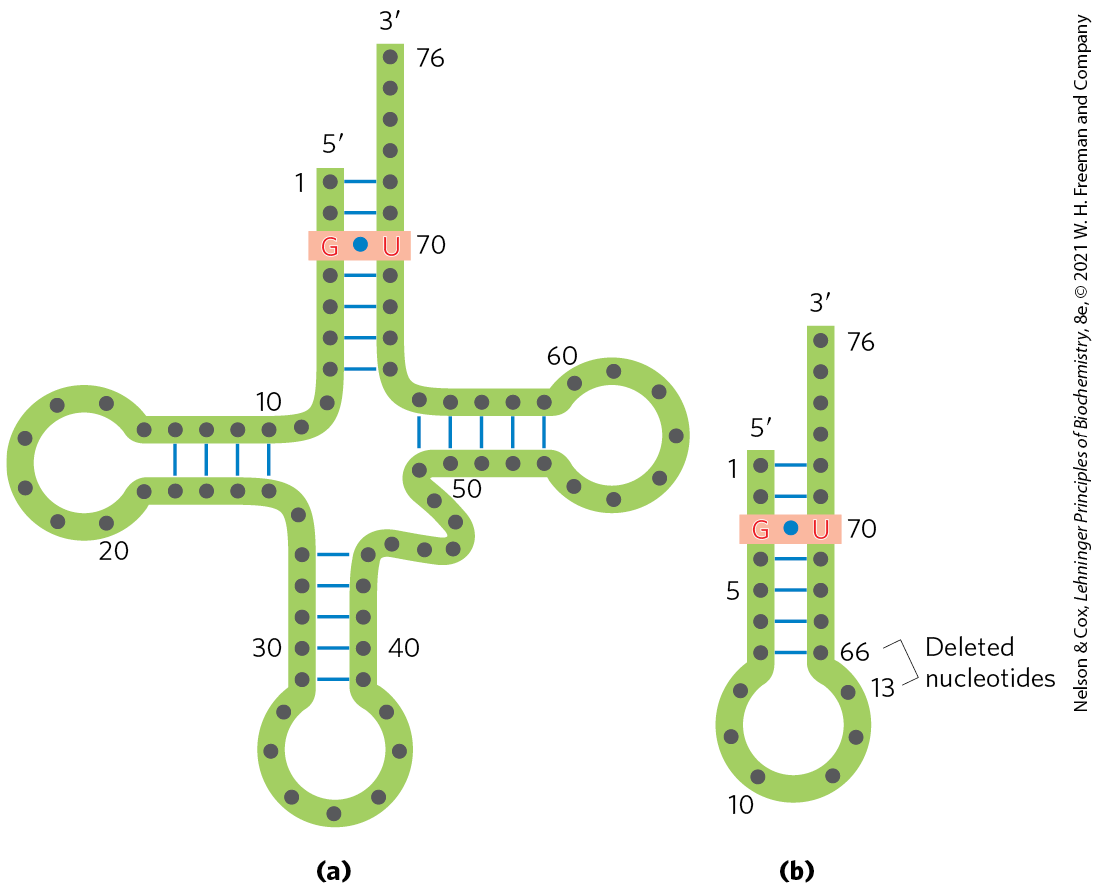 3′
76
5′
1
G U 70
10
60
50
20
30
40
(a)
3′
76
5′
1
G U 70
5
66
13
Deleted
nucleotides
10
(b)
Nelson & Cox, Lehninger Principles of Biochemistry, 8e, © 2021 W. H. Freeman and Company